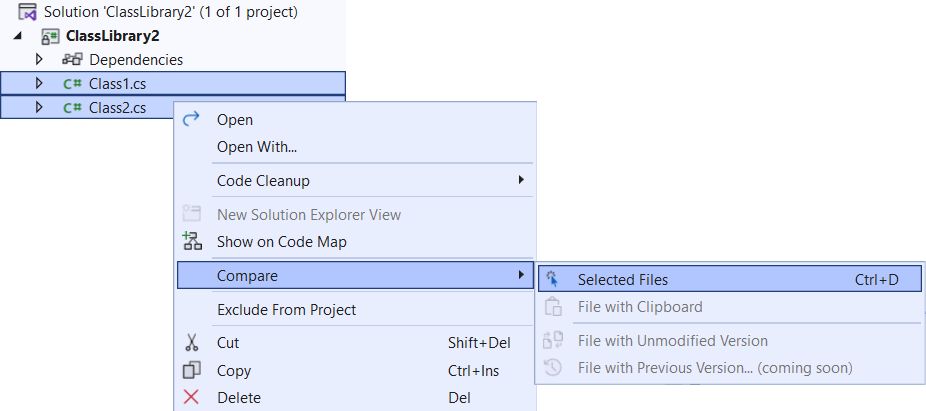 Solution 'ClassLibrary2' (1 of 1 project)
ClassLibrary2
Dependencies
C# Class1.cs
C# Class2.cs
Open
Open With...
Code Cleanup
New Solution Explorer View
Show on Code Map
Compare
Selected Files Ctrl+D
File with Clipboard
File with Unmodified Version
File with Previous Version... (coming soon)
Exclude From Project
Cut Shift+Del
Copy Ctrl+Ins
Delete Del